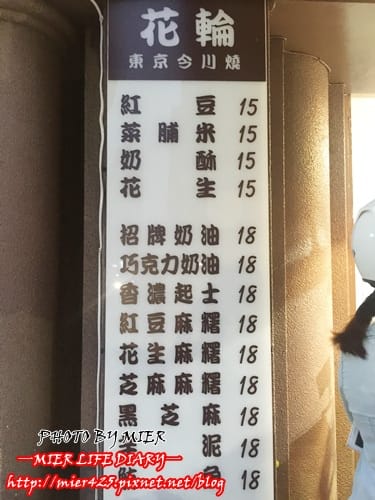 花輪
東京今川燒
紅豆 15
菜脯米 15
奶酥 15
花生 15
招牌奶油 18
巧克力奶油 18
香濃起士 18
紅豆麻糬 18
花生麻糬 18
芝麻麻糬 18
黑芝麻 18
泥 18
18
PHOTO BY MIER
MIER LIFE DIARY
http://mier425.pixnet.net/blog